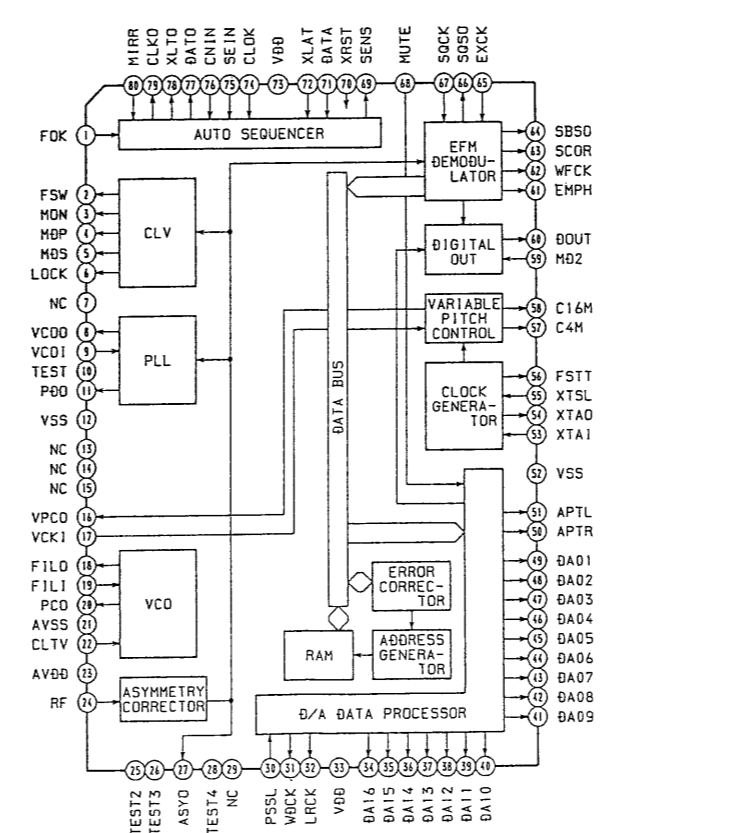 MIRR
CLKO
XLTO
DATO
CNIN
SEIN
CLOK
VDD
XLAT
DATA
XRST
SENS
MUTE
SQCK
SQSO
EXCK
80
79
78
77
76
75
74
73
72
71
70
69
68
67
66
65
FOK 1
AUTO SEQUENCER
EFM
DEMODU-
LATOR
64 SBSO
63 SCOR
62 WFCK
61 EMPH
FSW 2
MON 3
MDP 4
MDS 5
LOCK 6
CLV
DIGITAL
OUT
60 DOUT
59 MD2
NC 7
VARIABLE
PITCH
CONTROL
58 C16M
57 C4M
VCOO 8
VCOI 9
TEST 10
PDO 11
PLL
DATA BUS
CLOCK
GENERA-
TOR
56 FSTT
55 XTSL
54 XTAO
53 XTAI
VSS 12
NC 13
NC 14
NC 15
52 VSS
VPCO 16
VCKI 17
51 APTL
50 APTR
FILO 18
FILI 19
PCO 20
AVSS 21
CLTV 22
VCO
ERROR
CORREC-
TOR
RAM
ADDRESS
GENERA-
TOR
49 DA01
48 DA02
47 DA03
46 DA04
45 DA05
44 DA06
43 DA07
42 DA08
41 DA09
AVDD 23
RF 24
ASYMMETRY
CORRECTOR
D/A DATA PROCESSOR
25
26
27
28
29
30
31
32
33
34
35
36
37
38
39
40
TEST2
TEST3
ASYO
TEST4
NC
PSSL
WDCK
LRCK
VDD
DA16
DA15
DA14
DA13
DA12
DA11
DA10